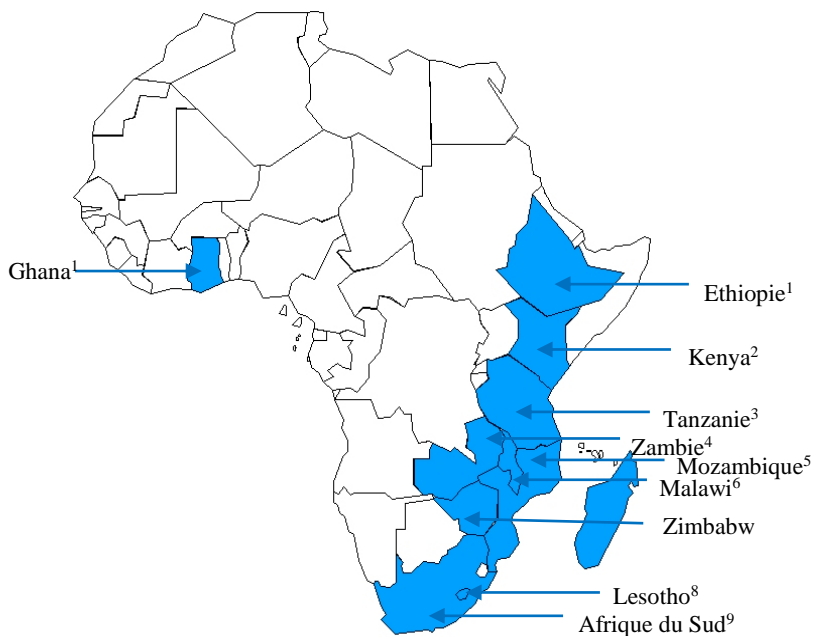 Ghana¹
Ethiopie¹
Kenya²
Tanzanie³
Zambie⁴
Mozambique⁵
Malawi⁶
Zimbabw
Lesotho⁸
Afrique du Sud⁹